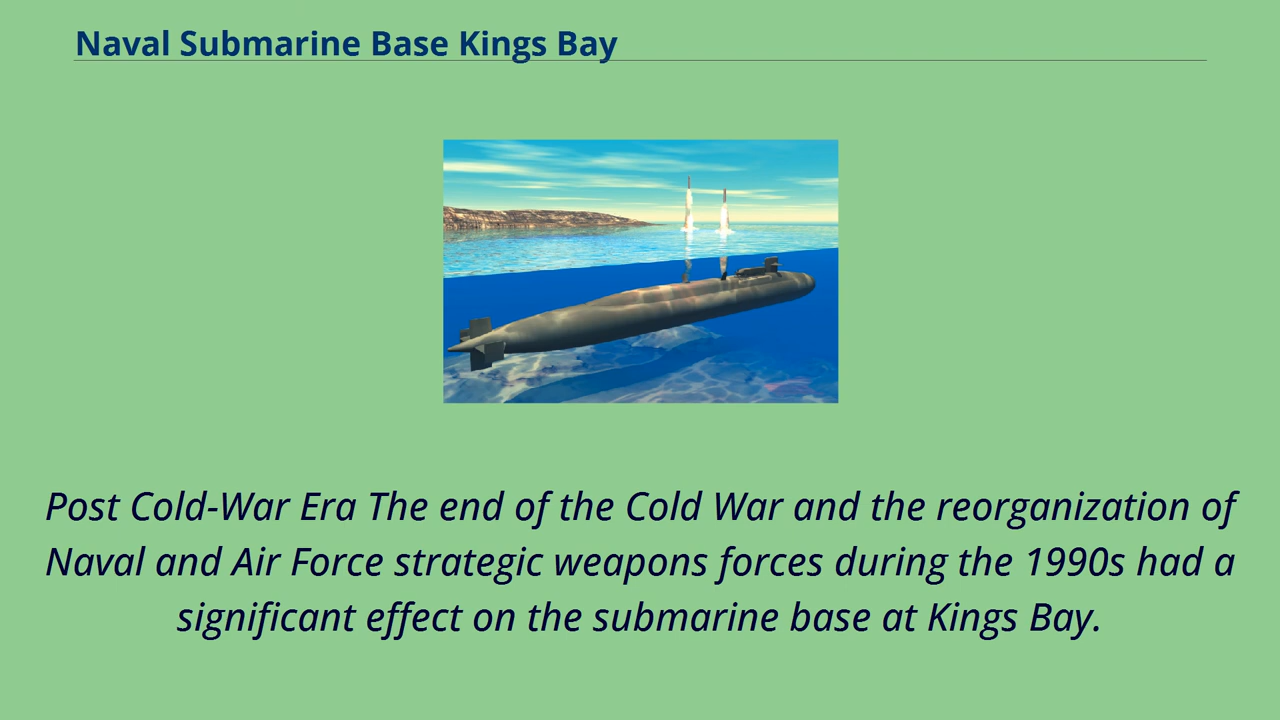 Naval Submarine Base Kings Bay
Post Cold-War Era The end of the Cold War and the reorganization of
Naval and Air Force strategic weapons forces during the 1990s had a
significant effect on the submarine base at Kings Bay.